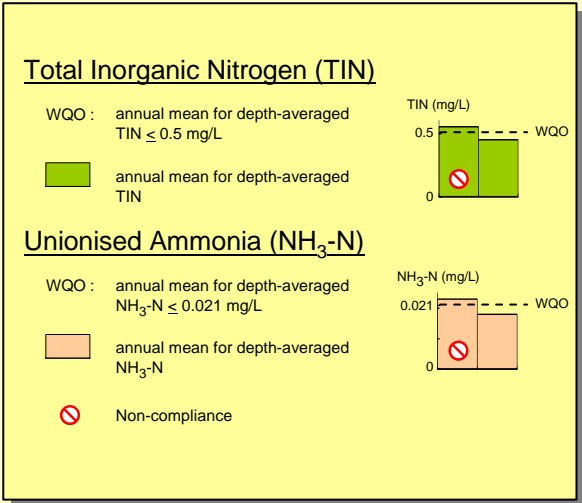 Total Inorganic Nitrogen (TIN)
WQO : annual mean for depth-averaged
TIN ≤ 0.5 mg/L
annual mean for depth-averaged
TIN
TIN (mg/L)
0.5
WQO
0
Unionised Ammonia (NH₃-N)
WQO : annual mean for depth-averaged
NH₃-N ≤ 0.021 mg/L
annual mean for depth-averaged
NH₃-N
Non-compliance
NH₃-N (mg/L)
0.021
WQO
0